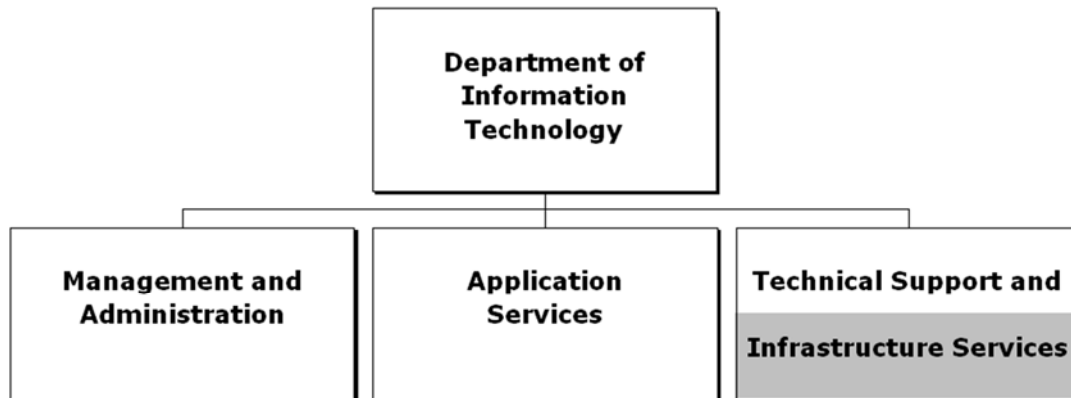 Department of
Information
Technology
Management and
Administration
Application
Services
Technical Support and
Infrastructure Services